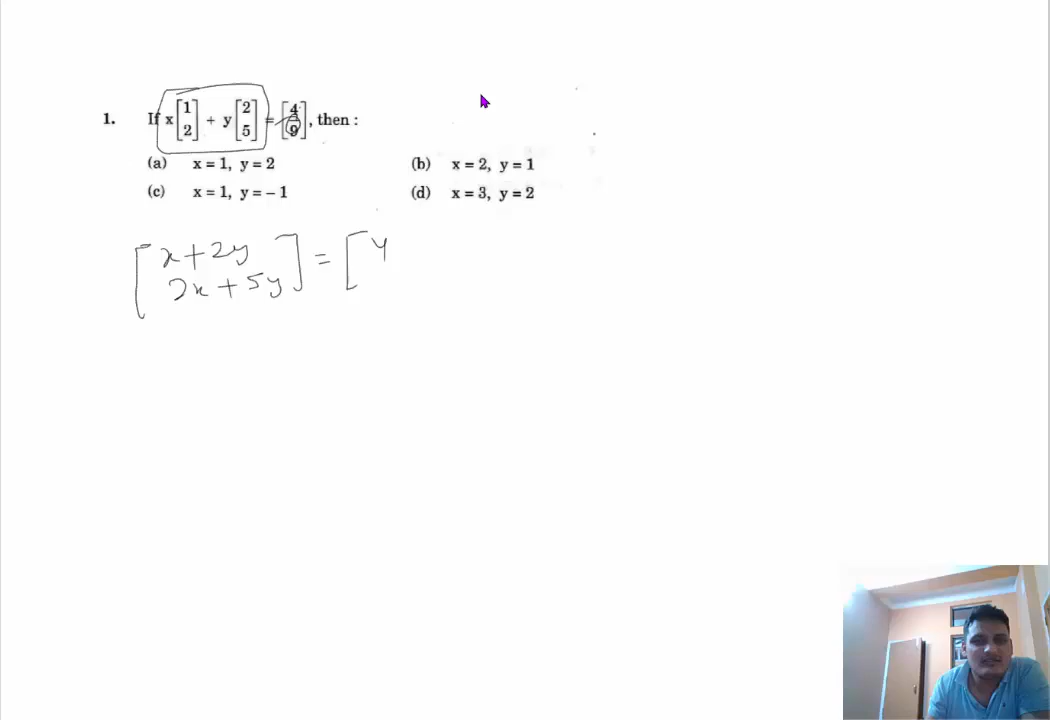 1. If x [1 2] + y [2 5] = [4 9], then :
(a) x = 1, y = 2 (b) x = 2, y = 1
(c) x = 1, y = – 1 (d) x = 3, y = 2
[x + 2y
2x + 5y] = [4